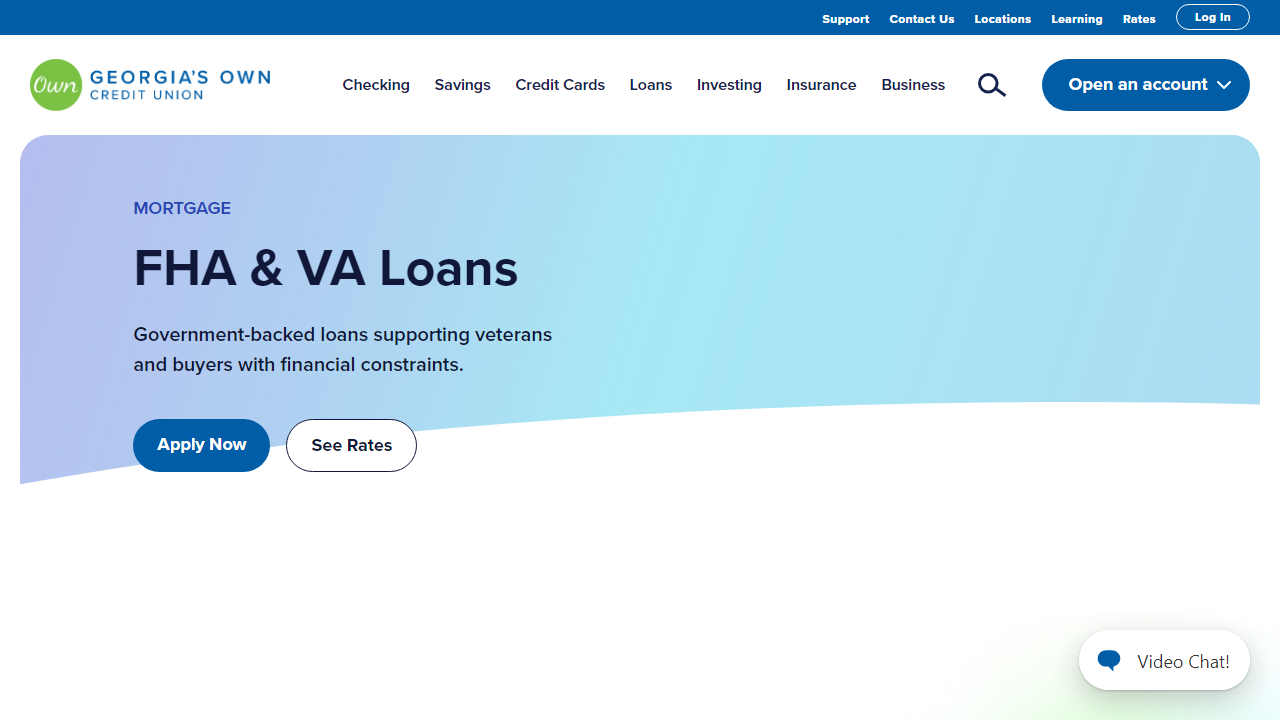 Support Contact Us Locations Learning Rates Log In
Own GEORGIA'S OWN
CREDIT UNION
Checking Savings Credit Cards Loans Investing Insurance Business Open an account
MORTGAGE
FHA & VA Loans
Government-backed loans supporting veterans
and buyers with financial constraints.
Apply Now See Rates
Video Chat!